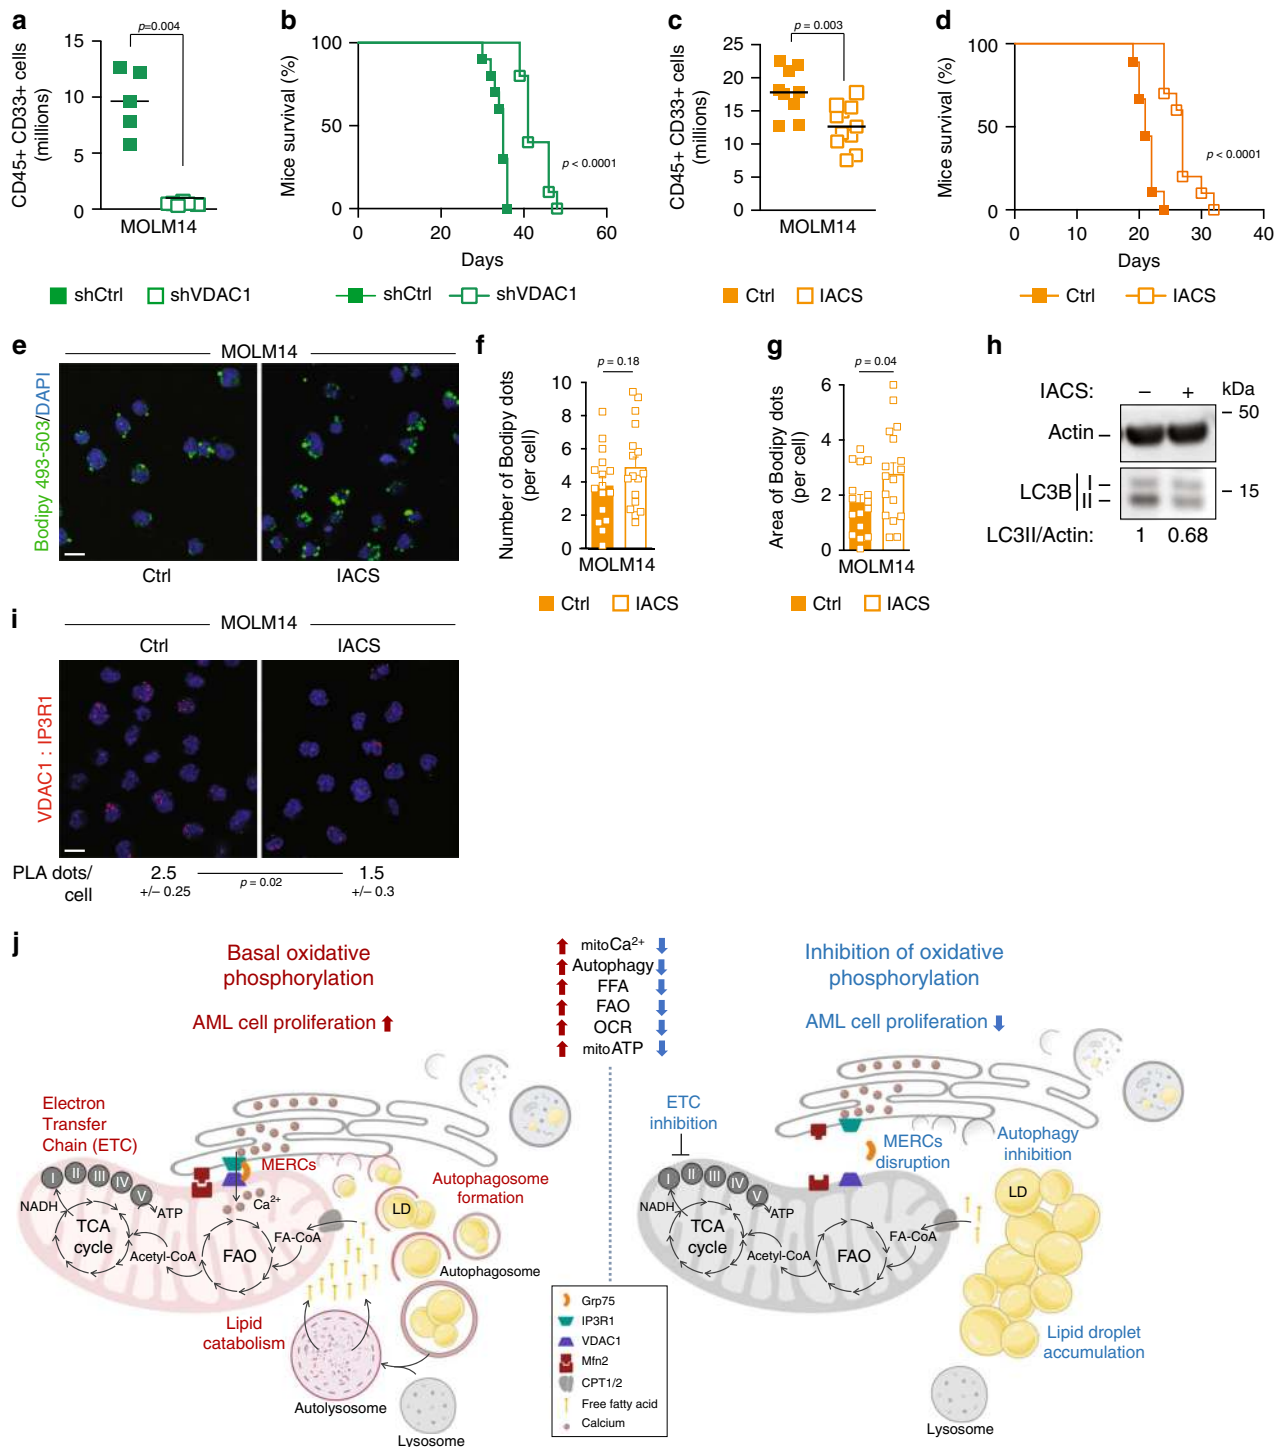 a
p=0.004
CD45+ CD33+ cells
(millions)
15
10
5
0
MOLM14
shCtrl
shVDAC1
b
Mice survival (%)
100
50
0
p < 0.0001
0
20
40
60
Days
shCtrl
shVDAC1
c
p = 0.003
CD45+ CD33+ cells
(millions)
25
20
15
10
5
0
MOLM14
Ctrl
IACS
d
Mice survival (%)
100
50
0
p < 0.0001
0
10
20
30
40
Days
Ctrl
IACS
e
MOLM14
Bodipy 493-503/DAPI
Ctrl
IACS
f
p = 0.18
Number of Bodipy dots
(per cell)
10
8
6
4
2
0
MOLM14
Ctrl
IACS
g
p = 0.04
Area of Bodipy dots
(per cell)
6
4
2
0
MOLM14
Ctrl
IACS
h
IACS: – + kDa
– 50
Actin –
LC3B
I –
II –
– 15
LC3II/Actin: 1 0.68
i
MOLM14
Ctrl
IACS
VDAC1 : IP3R1
PLA dots/
cell
2.5
+/– 0.25
p = 0.02
1.5
+/– 0.3
j
Basal oxidative
phosphorylation
AML cell proliferation
mitoCa2+
Autophagy
FFA
FAO
OCR
mitoATP
Inhibition of oxidative
phosphorylation
AML cell proliferation
Electron
Transfer
Chain (ETC)
MERCs
I
II
III
IV
V
NADH
ATP
Ca2+
TCA
cycle
Acetyl-CoA
FAO
FA-CoA
LD
Autophagosome
formation
Autophagosome
Lipid
catabolism
Autolysosome
Lysosome
Grp75
IP3R1
VDAC1
Mfn2
CPT1/2
Free fatty acid
Calcium
ETC
inhibition
MERCs
disruption
Autophagy
inhibition
I
II
III
IV
V
NADH
ATP
TCA
cycle
Acetyl-CoA
FAO
FA-CoA
LD
Lipid droplet
accumulation
Lysosome